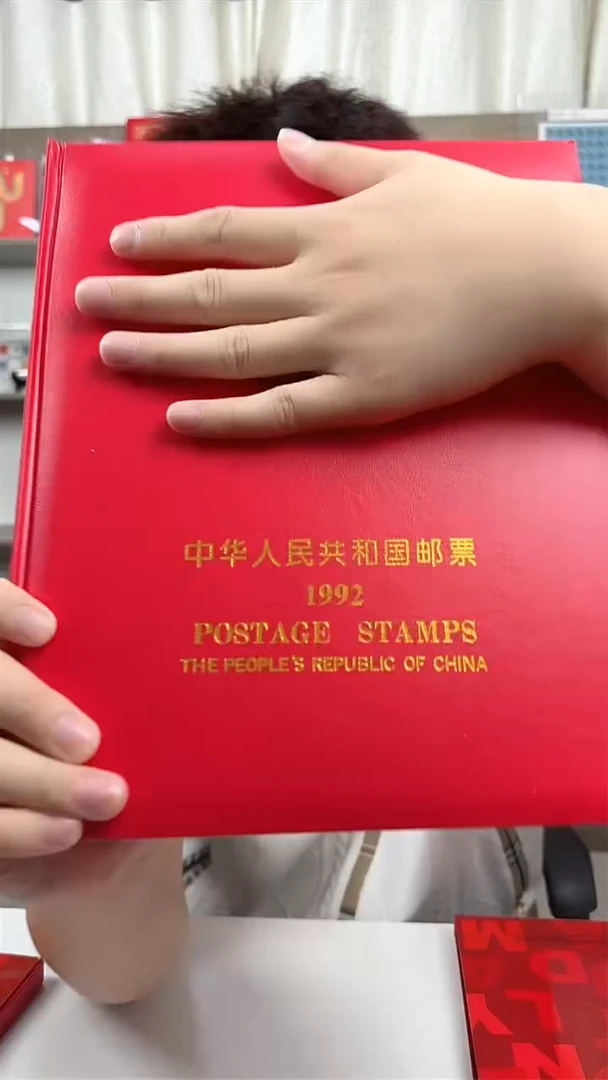 中华人民共和国邮票
1992
POSTAGE STAMPS
THE PEOPLE'S REPUBLIC OF CHINA